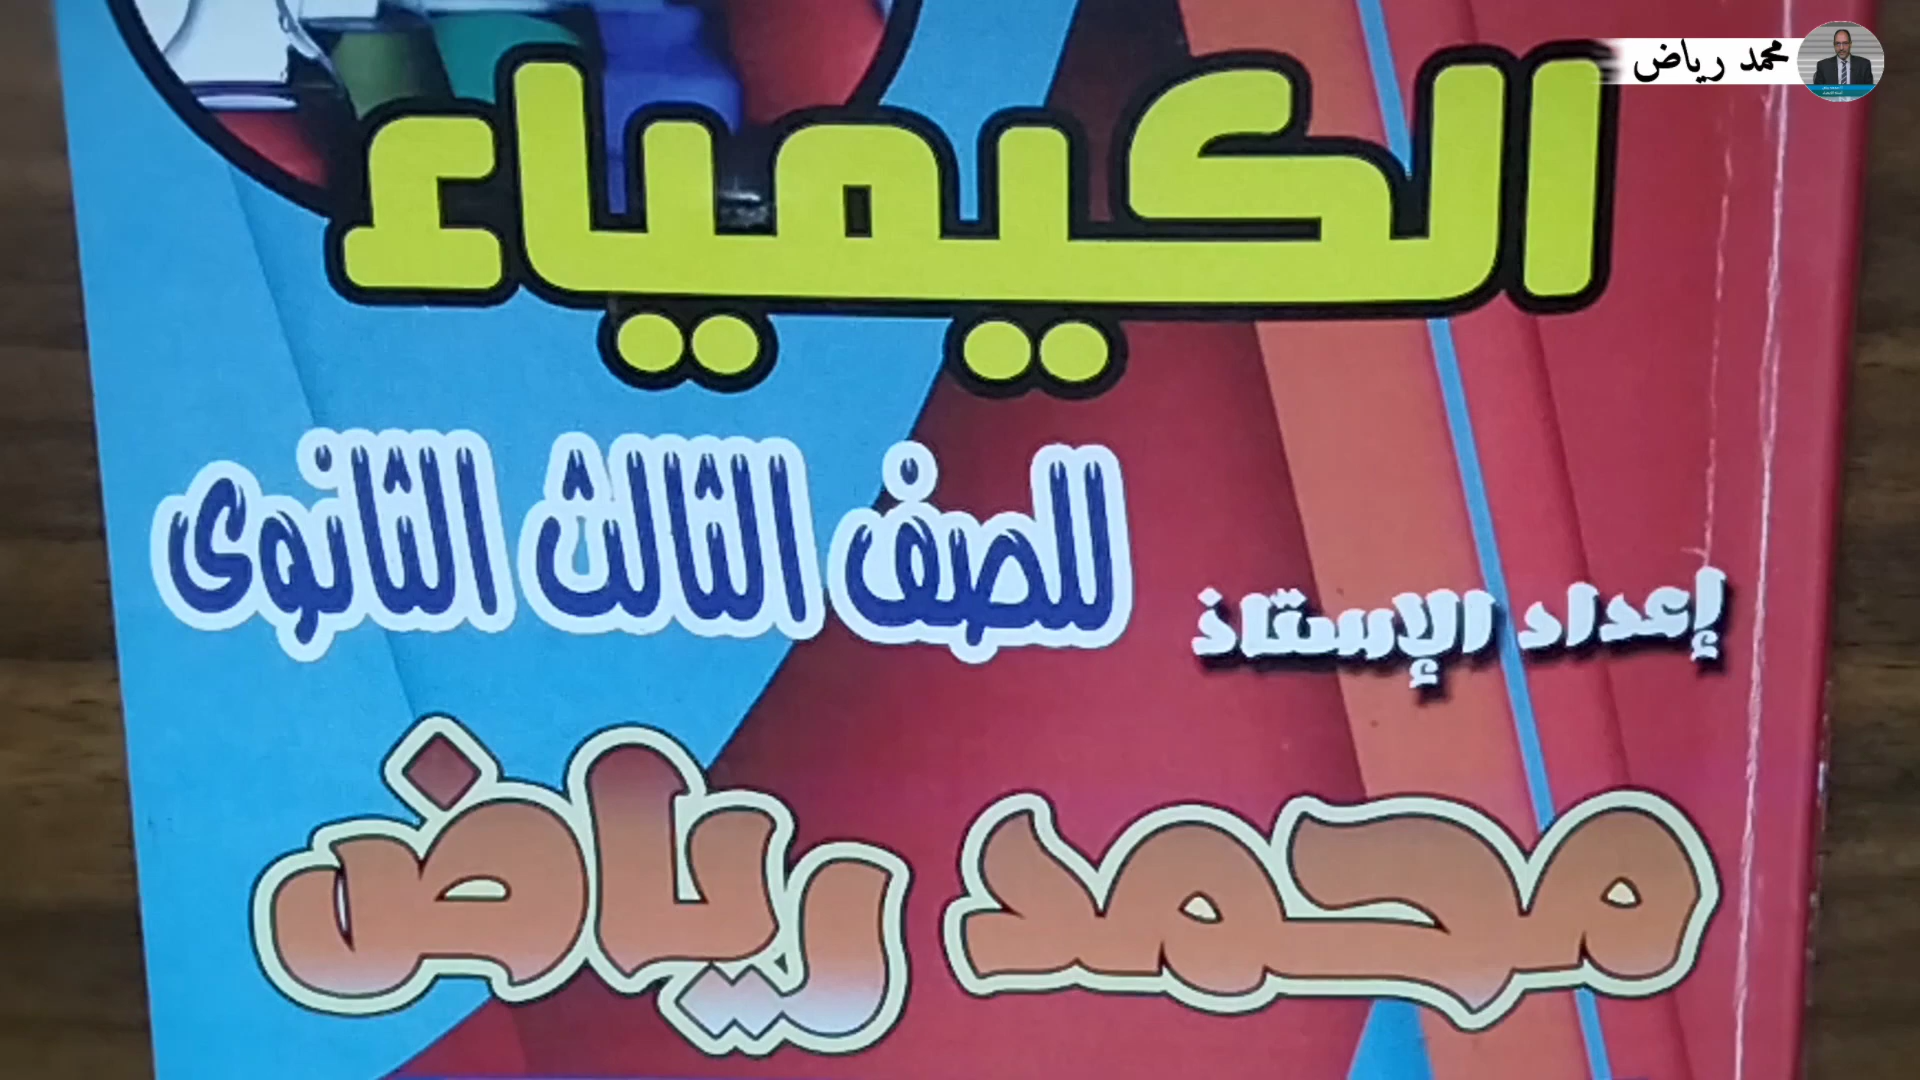 محمد رياض
الكيمياء
للصف الثالث الثانوى
إعداد الإستاذ
محمد رياض